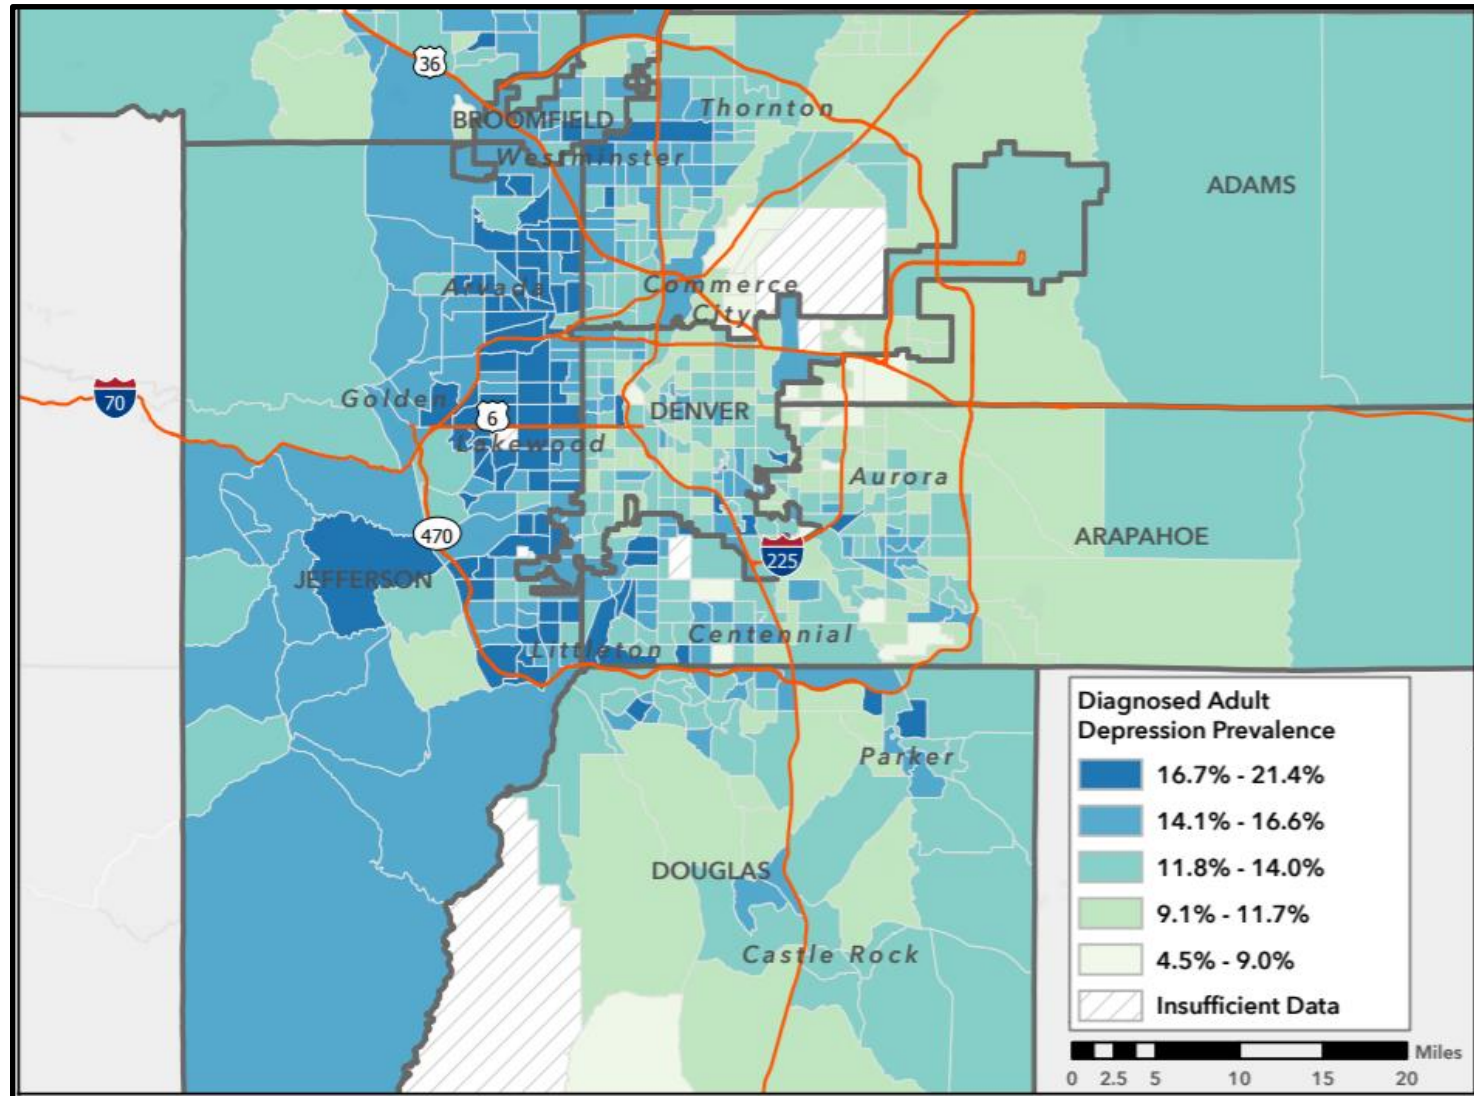 36
Thornton
BROOMFIELD
Westminster
ADAMS
Arvada
Commerce
City
70
Golden
6
DENVER
Lakewood
Aurora
470
ARAPAHOE
225
JEFFERSON
Centennial
Littleton
Parker
DOUGLAS
Castle Rock
Diagnosed Adult
Depression Prevalence
16.7% - 21.4%
14.1% - 16.6%
11.8% - 14.0%
9.1% - 11.7%
4.5% - 9.0%
Insufficient Data
Miles
0 2.5 5 10 15 20